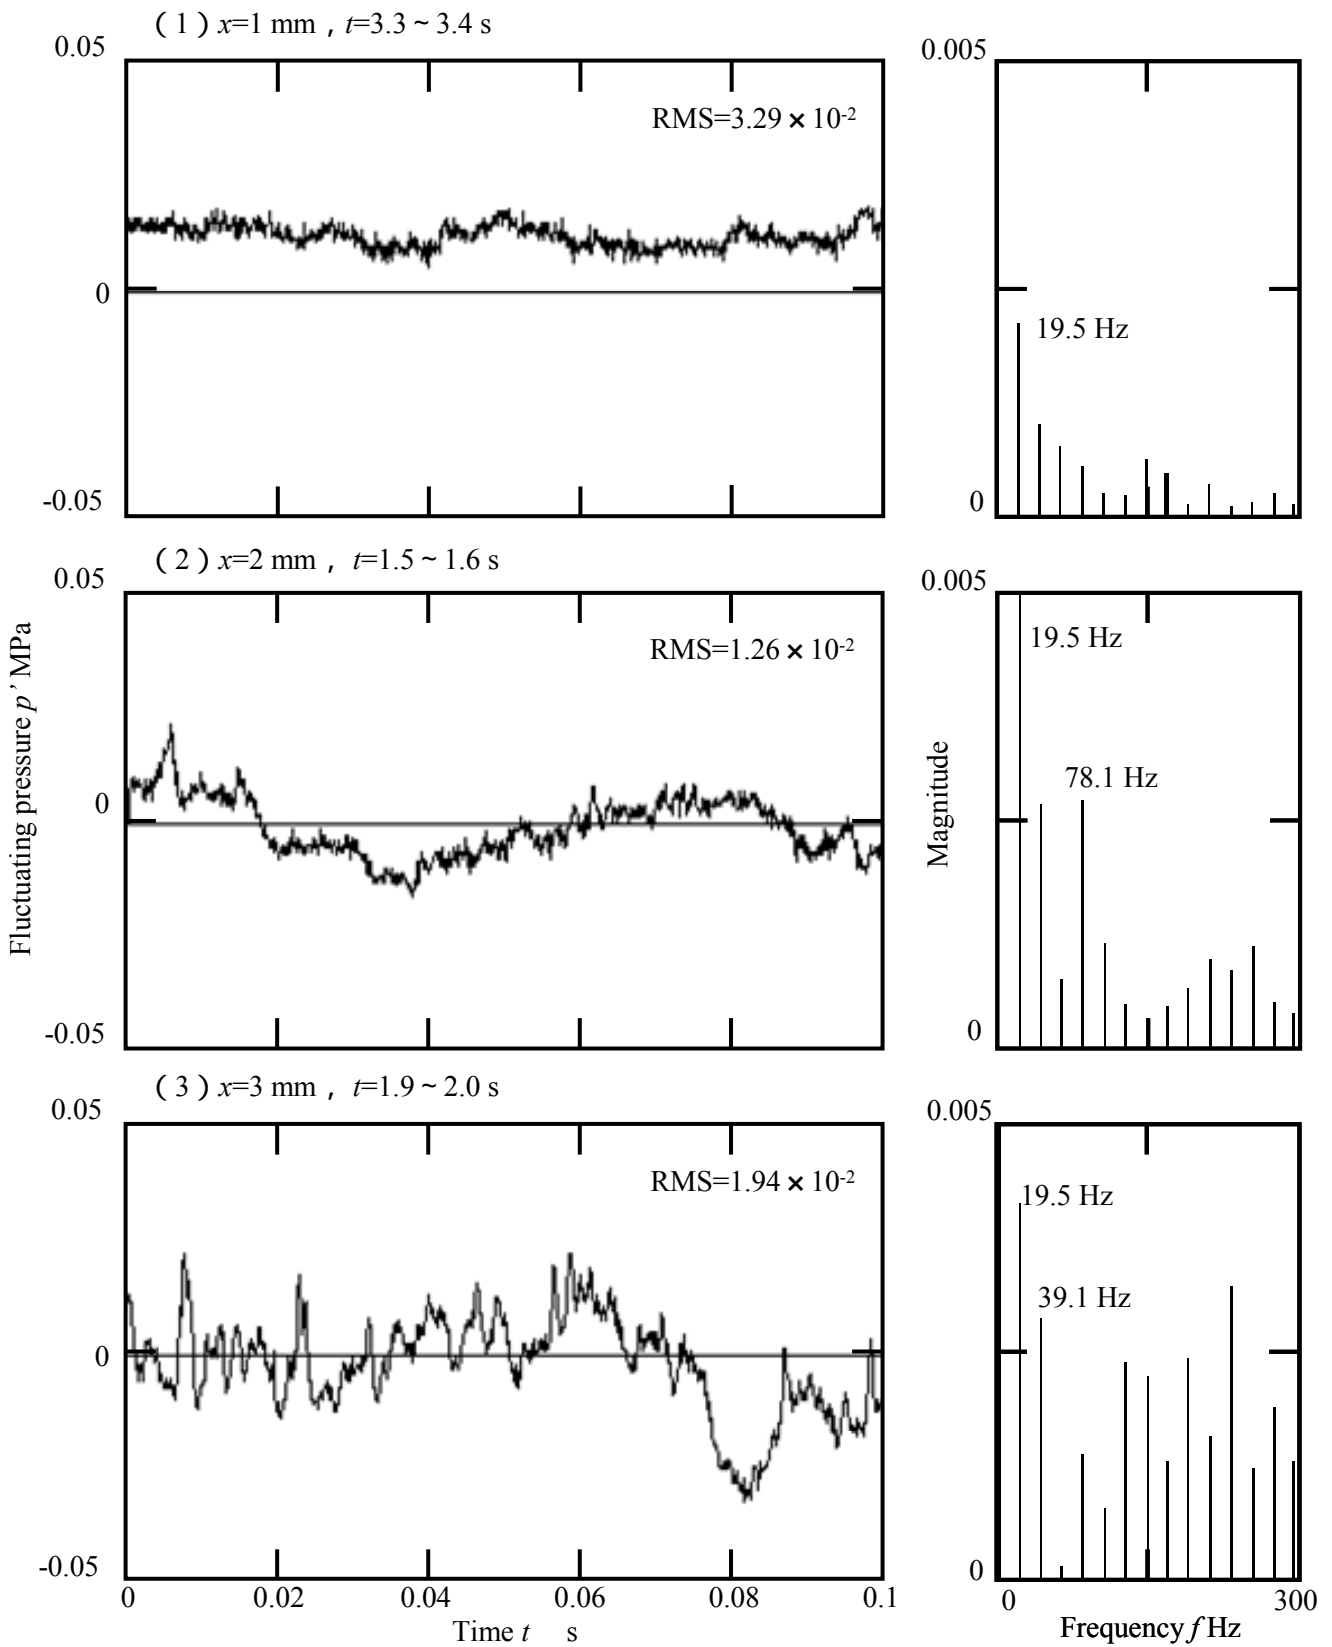 (1) x=1 mm, t=3.3~3.4 s
0.05
0.005
RMS=3.29×10-2
0
19.5 Hz
-0.05
0
(2) x=2 mm, t=1.5~1.6 s
0.05
0.005
RMS=1.26×10-2
19.5 Hz
Fluctuating pressure p' MPa
0
78.1 Hz
Magnitude
-0.05
0
(3) x=3 mm, t=1.9~2.0 s
0.05
0.005
RMS=1.94×10-2
19.5 Hz
39.1 Hz
0
-0.05
0
0 0.02 0.04 0.06 0.08 0.1
0 300
Time t s
Frequency f Hz